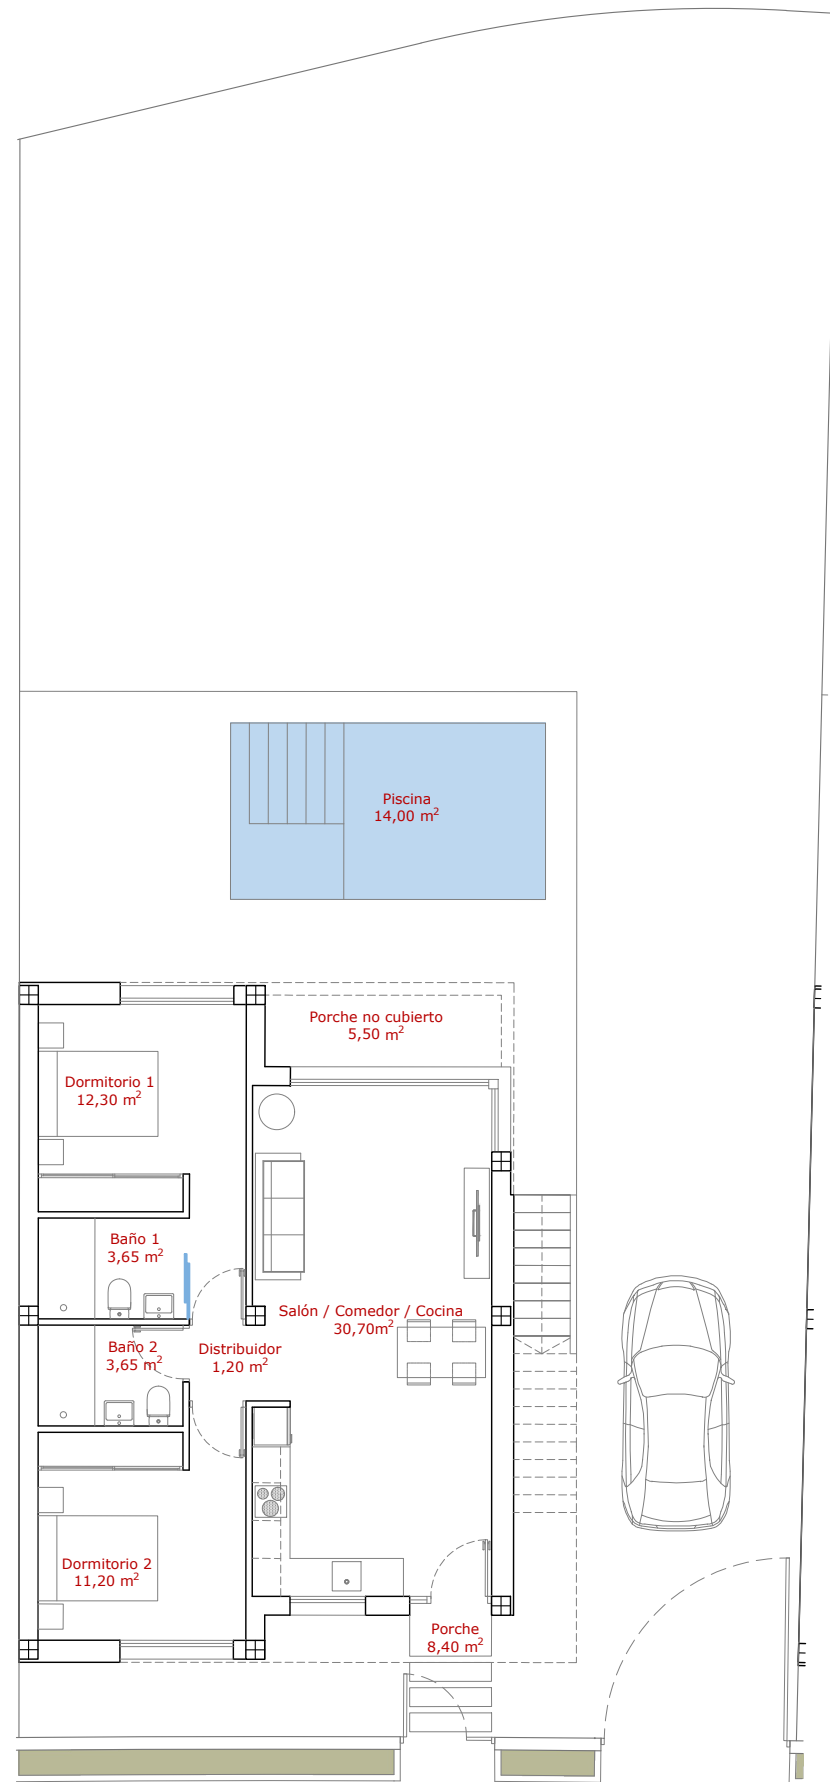 Piscina
14,00 m²
Porche no cubierto
5,50 m²
Dormitorio 1
12,30 m²
Baño 1
3,65 m²
Salón / Comedor / Cocina
30,70m²
Baño 2
3,65 m²
Distribuidor
1,20 m²
Dormitorio 2
11,20 m²
Porche
8,40 m²